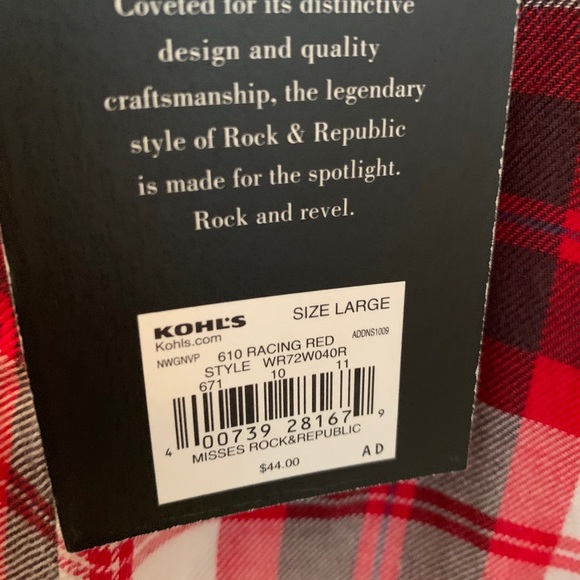 Coveted for its distinctive
design and quality
craftsmanship, the legendary
style of Rock & Republic
is made for the spotlight.
Rock and revel.
KOHL'S SIZE LARGE
Kohls.com
NWGNVP 610 RACING RED ADDNS1009
STYLE WR72W040R
671 10 11
4 00739 28167 9
MISSES ROCK&REPUBLIC
$44.00 A D